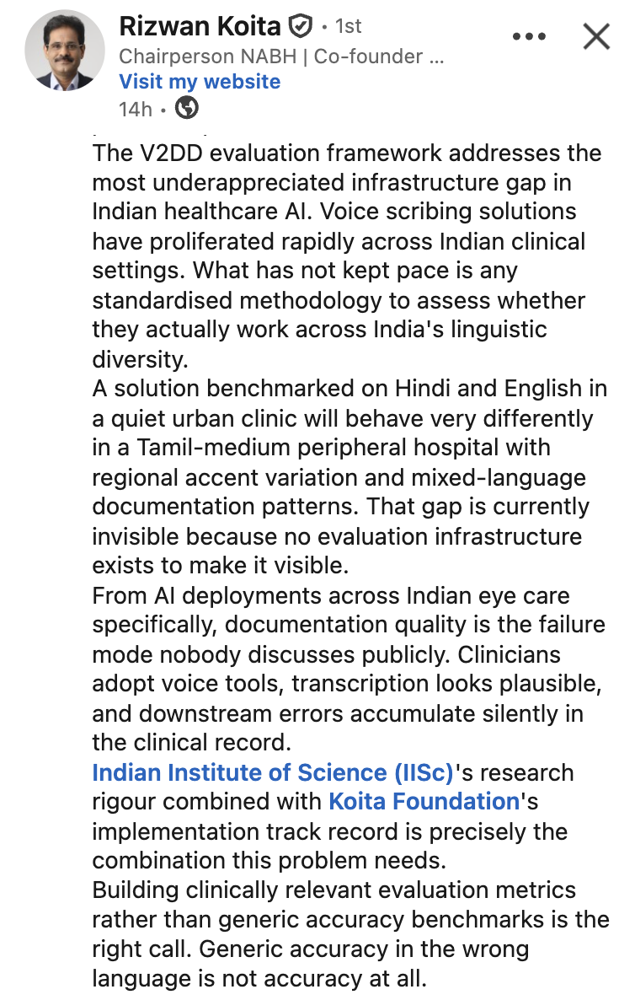 Rizwan Koita · 1st
Chairperson NABH | Co-founder ...
Visit my website
14h ·
The V2DD evaluation framework addresses the
most underappreciated infrastructure gap in
Indian healthcare AI. Voice scribing solutions
have proliferated rapidly across Indian clinical
settings. What has not kept pace is any
standardised methodology to assess whether
they actually work across India's linguistic
diversity.
A solution benchmarked on Hindi and English in
a quiet urban clinic will behave very differently
in a Tamil-medium peripheral hospital with
regional accent variation and mixed-language
documentation patterns. That gap is currently
invisible because no evaluation infrastructure
exists to make it visible.
From AI deployments across Indian eye care
specifically, documentation quality is the failure
mode nobody discusses publicly. Clinicians
adopt voice tools, transcription looks plausible,
and downstream errors accumulate silently in
the clinical record.
Indian Institute of Science (IISc)'s research
rigour combined with Koita Foundation's
implementation track record is precisely the
combination this problem needs.
Building clinically relevant evaluation metrics
rather than generic accuracy benchmarks is the
right call. Generic accuracy in the wrong
language is not accuracy at all.